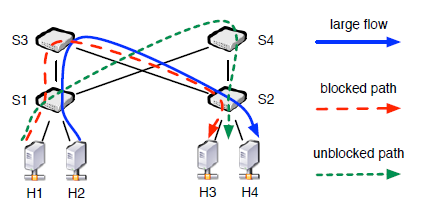 large flow
S3
S4
blocked path
S1
S2
unblocked path
H1
H2
H3
H4